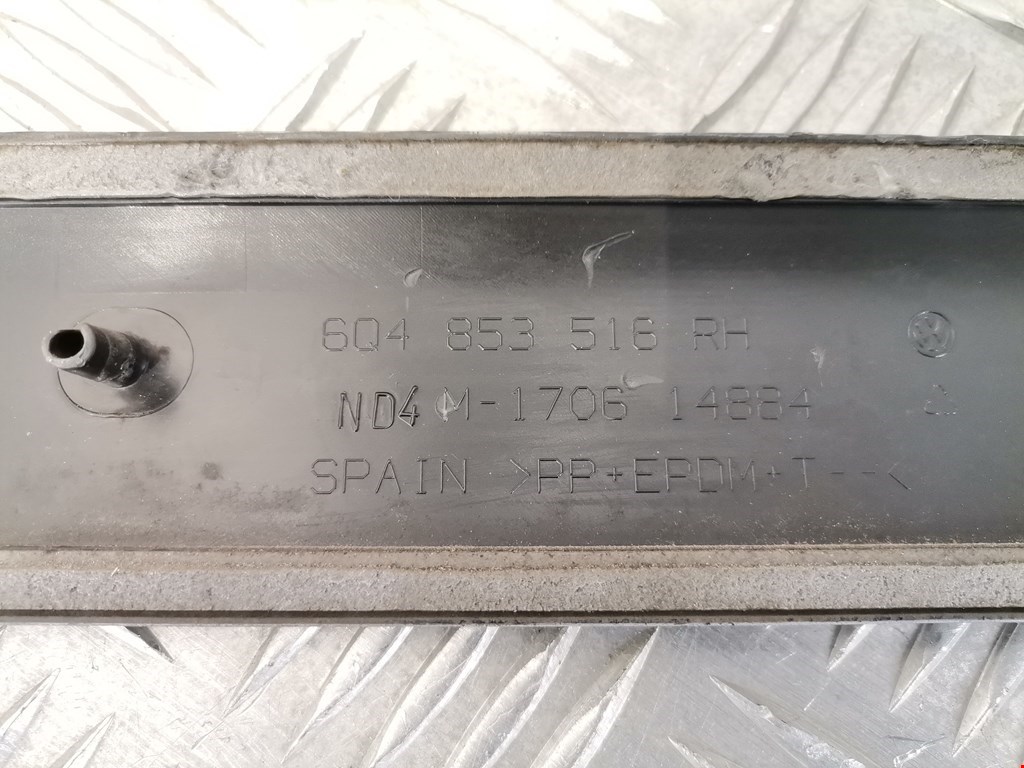 6Q4 853 516 RH
ND4 M-1706 14884
SPAIN >PP+EPDM+T--<